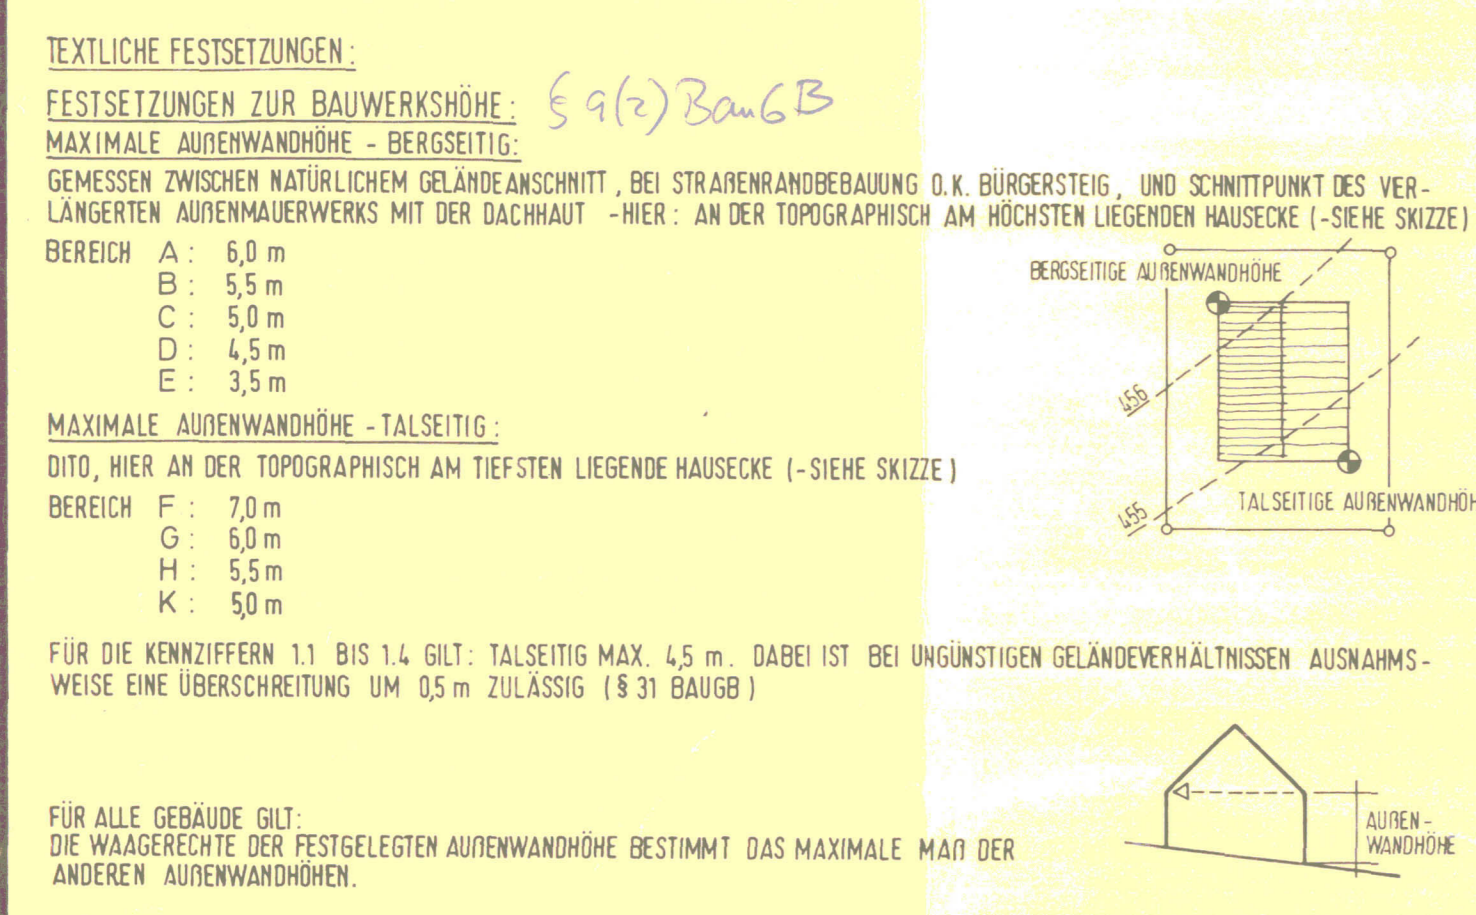 TEXTLICHE FESTSETZUNGEN:
FESTSETZUNGEN ZUR BAUWERKSHÖHE: § 9(2) BauGB
MAXIMALE AUßENWANDHÖHE - BERGSEITIG:
GEMESSEN ZWISCHEN NATÜRLICHEM GELÄNDEANSCHNITT, BEI STRAßENRANDBEBAUUNG O.K. BÜRGERSTEIG, UND SCHNITTPUNKT DES VER-
LÄNGERTEN AUßENMAUERWERKS MIT DER DACHHAUT -HIER: AN DER TOPOGRAPHISCH AM HÖCHSTEN LIEGENDEN HAUSECKE (-SIEHE SKIZZE)
BEREICH A: 6,0 m
B: 5,5 m
C: 5,0 m
D: 4,5 m
E: 3,5 m
BERGSEITIGE AUßENWANDHÖHE
456
455
TALSEITIGE AUßENWANDHÖH
MAXIMALE AUßENWANDHÖHE - TALSEITIG:
DITO, HIER AN DER TOPOGRAPHISCH AM TIEFSTEN LIEGENDE HAUSECKE (-SIEHE SKIZZE)
BEREICH F: 7,0 m
G: 6,0 m
H: 5,5 m
K: 5,0 m
FÜR DIE KENNZIFFERN 1.1 BIS 1.4 GILT: TALSEITIG MAX. 4,5 m. DABEI IST BEI UNGÜNSTIGEN GELÄNDEVERHÄLTNISSEN AUSNAHMS-
WEISE EINE ÜBERSCHREITUNG UM 0,5 m ZULÄSSIG (§ 31 BAUGB)
FÜR ALLE GEBÄUDE GILT:
DIE WAAGERECHTE DER FESTGELEGTEN AUßENWANDHÖHE BESTIMMT DAS MAXIMALE MAß DER
ANDEREN AUßENWANDHÖHEN.
AUßEN-
WANDHÖHE